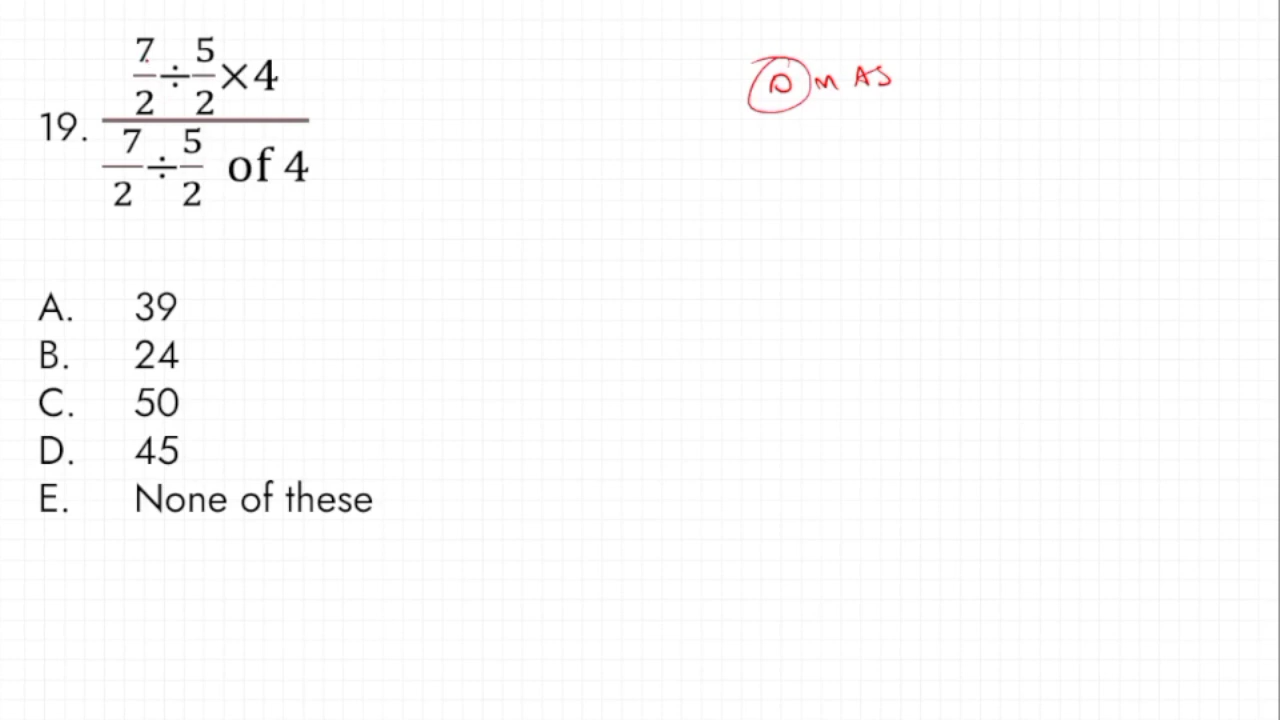 19. (7/2 ÷ 5/2 × 4) / (7/2 ÷ 5/2 of 4)
D M A S
A. 39
B. 24
C. 50
D. 45
E. None of these